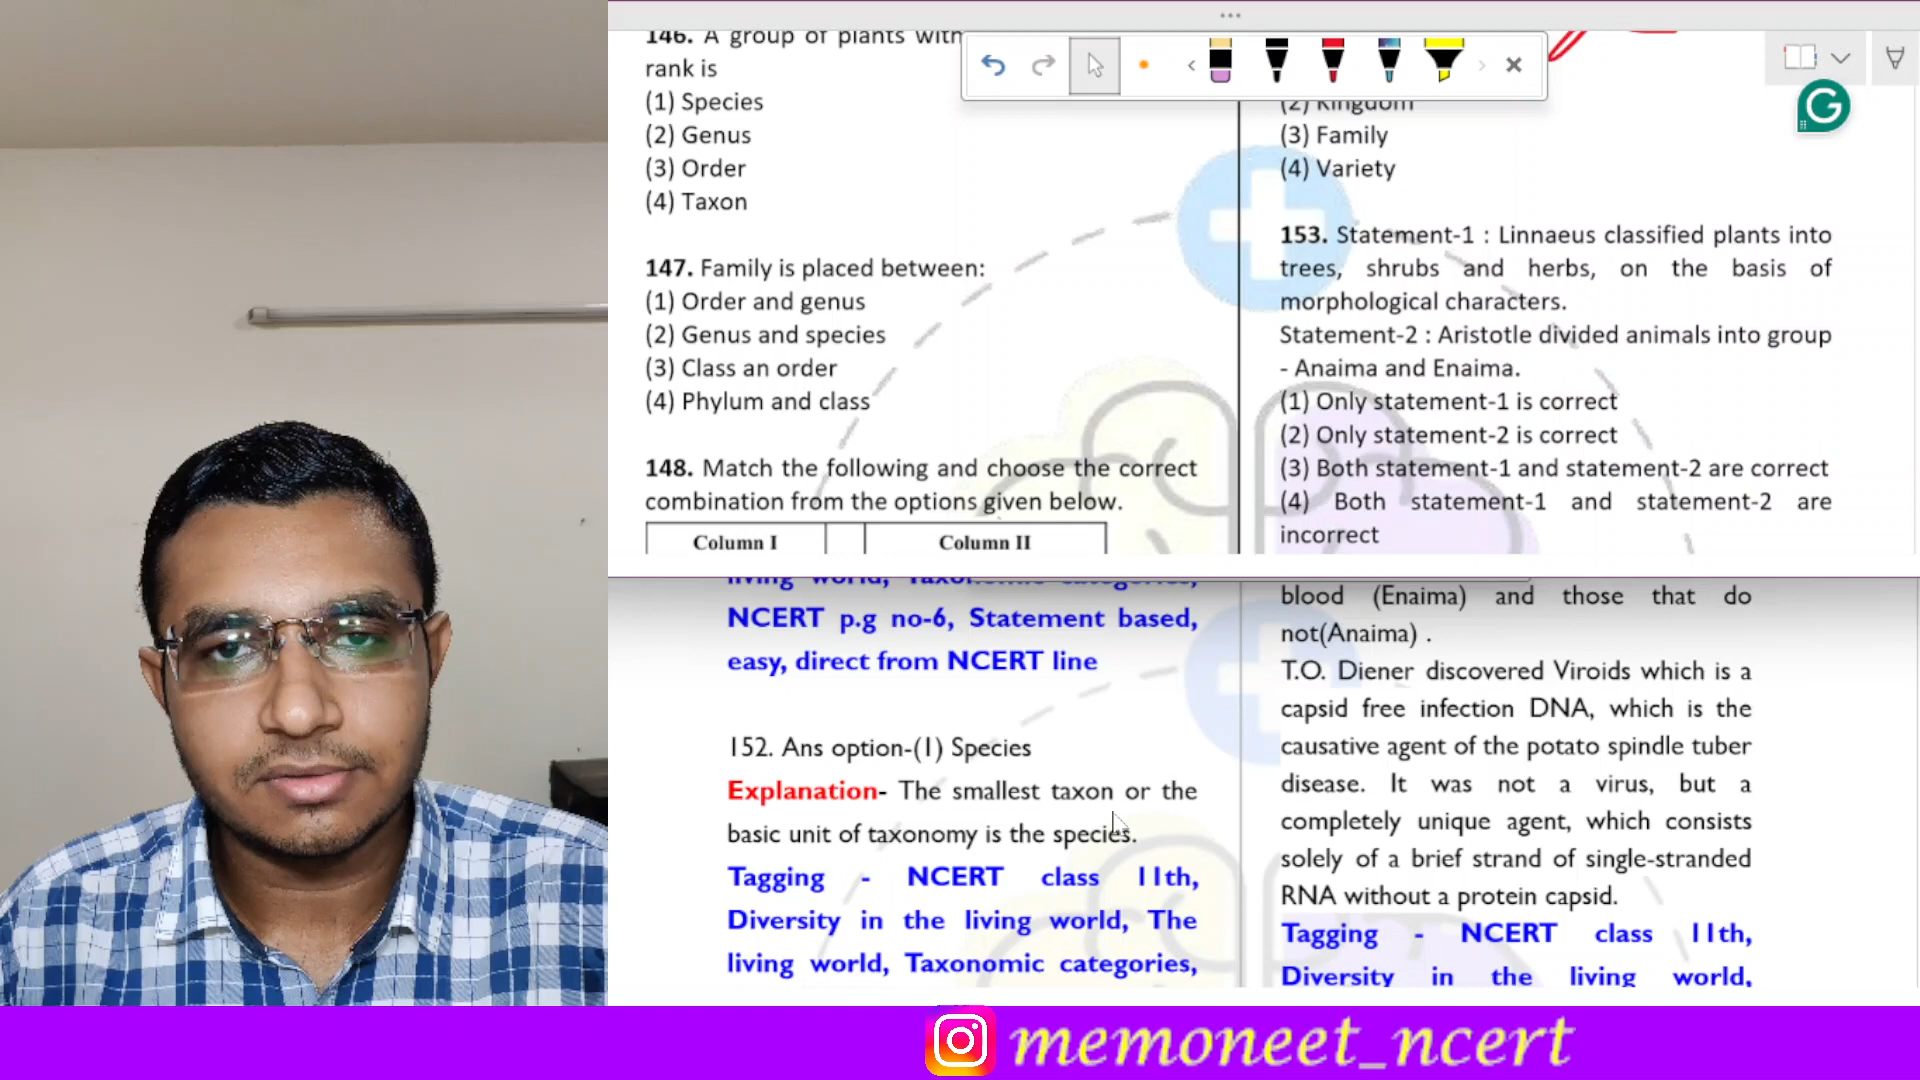 146. A group of plants with
rank is
(1) Species
(2) Genus
(3) Order
(4) Taxon
147. Family is placed between:
(1) Order and genus
(2) Genus and species
(3) Class an order
(4) Phylum and class
148. Match the following and choose the correct
combination from the options given below.
Column I Column II
(2) Kingdom
(3) Family
(4) Variety
153. Statement-1 : Linnaeus classified plants into
trees, shrubs and herbs, on the basis of
morphological characters.
Statement-2 : Aristotle divided animals into group
- Anaima and Enaima.
(1) Only statement-1 is correct
(2) Only statement-2 is correct
(3) Both statement-1 and statement-2 are correct
(4) Both statement-1 and statement-2 are
incorrect
living world, Taxonomic categories,
NCERT p.g no-6, Statement based,
easy, direct from NCERT line
152. Ans option-(1) Species
Explanation- The smallest taxon or the
basic unit of taxonomy is the species.
Tagging - NCERT class 11th,
Diversity in the living world, The
living world, Taxonomic categories,
blood (Enaima) and those that do
not(Anaima) .
T.O. Diener discovered Viroids which is a
capsid free infection DNA, which is the
causative agent of the potato spindle tuber
disease. It was not a virus, but a
completely unique agent, which consists
solely of a brief strand of single-stranded
RNA without a protein capsid.
Tagging - NCERT class 11th,
Diversity in the living world,
memoneet_ncert